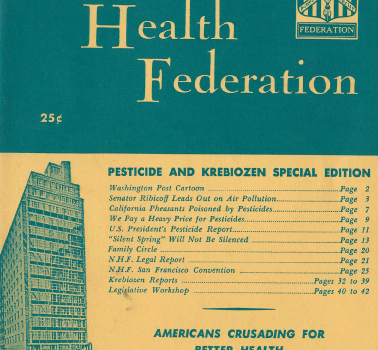 Health
FEDERATION
Federation
25¢
PESTICIDE AND KREBIOZEN SPECIAL EDITION
Washington Post Cartoon ........ Page 2
Senator Ribicoff Leads Out on Air Pollution ........ Page 3
California Pheasants Poisoned by Pesticides ........ Page 7
We Pay a Heavy Price for Pesticides ........ Page 9
U.S. President's Pesticide Report ........ Page 11
"Silent Spring" Will Not Be Silenced ........ Page 13
Family Circle ........ Page 20
N.H.F. Legal Report ........ Page 21
N.H.F. San Francisco Convention ........ Page 25
Krebiozen Reports ........ Pages 32 to 39
Legislative Workshop ........ Pages 40 to 42
AMERICANS CRUSADING FOR
BETTER HEALTH